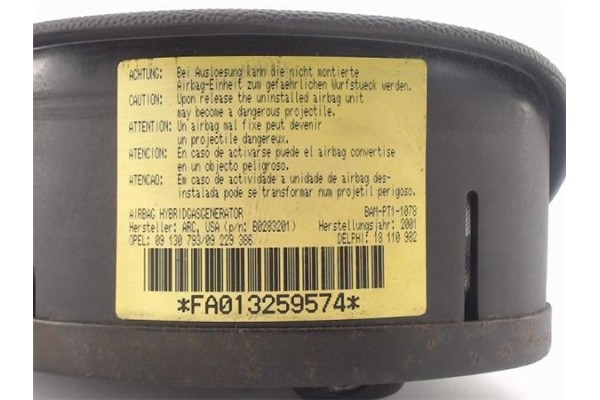 ACHTUNG: Bei Ausloesung kann die nicht montierte
Airbag-Einheit zum gefaehrlichen Wurfstueck werden.
CAUTION: Upon release the uninstalled airbag unit
may become a dangerous projectile.
ATTENTION: Un airbag mal fixe peut devenir
un projectile dangereux.
ATENCION: En caso de activarse puede el airbag convertise
en un objecto peligroso.
ATENCAO: Em caso de actividade a unidade de airbag des-
instalada pode se transformar num projetil perigoso.
AIRBAG HYBRIDGASGENERATOR BAM-PT1-1078
Hersteller: ARC, USA (p/n: B0283201) Herstellungsjahr: 2001
OPEL: 09 130 793/09 229 386 DELPHI: 13 110 982
*FA013259574*